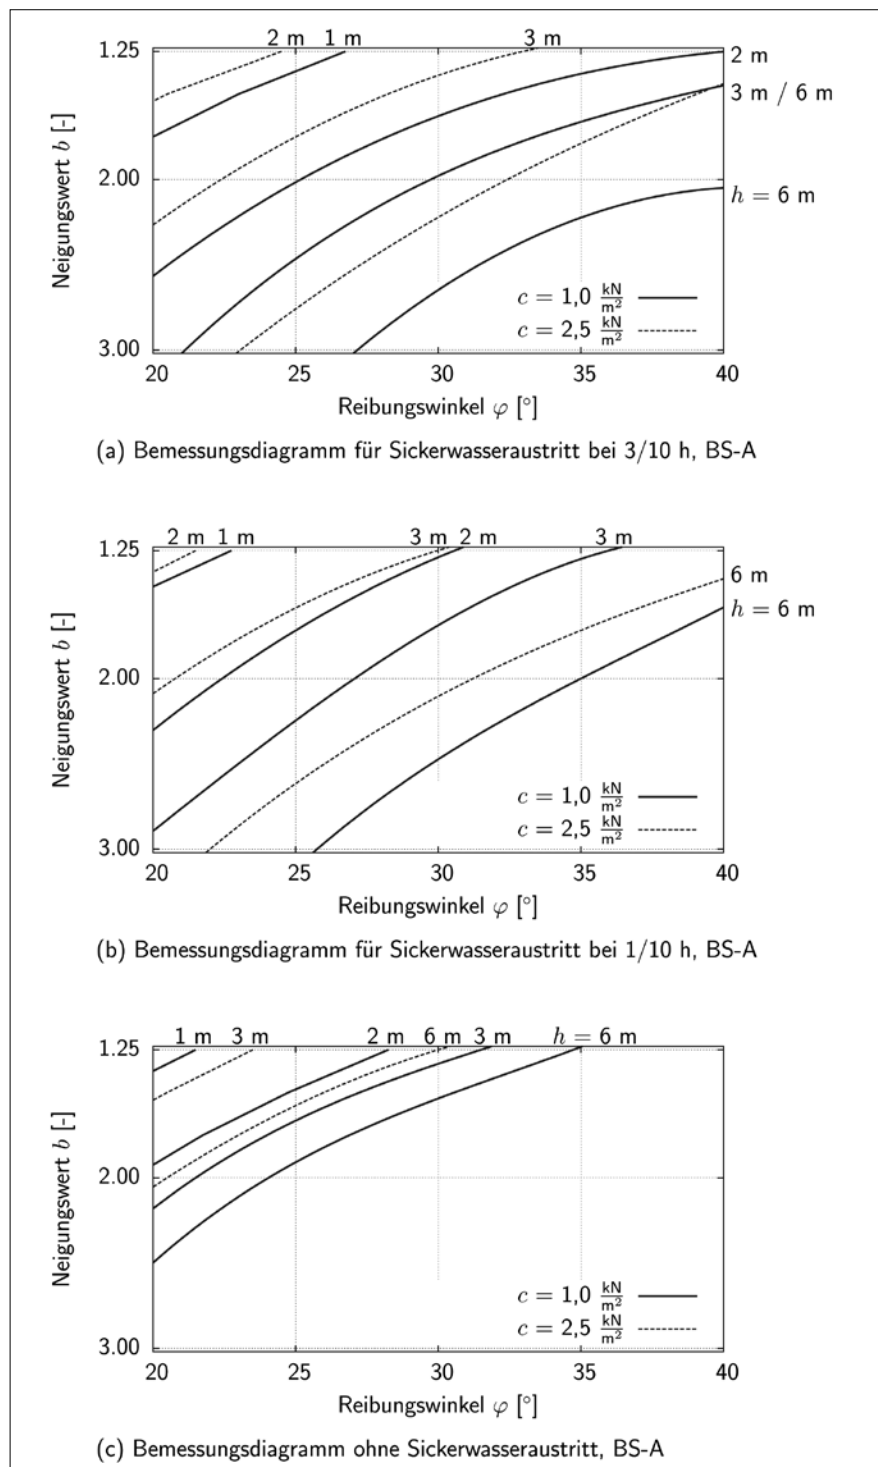 2 m 1 m 3 m
1.25
2 m
3 m / 6 m
2.00
h = 6 m
Neigungswert b [-]
c = 1,0 kN/m²
c = 2,5 kN/m²
3.00
20 25 30 35 40
Reibungswinkel φ [°]
(a) Bemessungsdiagramm für Sickerwasseraustritt bei 3/10 h, BS-A
2 m 1 m 3 m 2 m 3 m
1.25
6 m
h = 6 m
2.00
Neigungswert b [-]
c = 1,0 kN/m²
c = 2,5 kN/m²
3.00
20 25 30 35 40
Reibungswinkel φ [°]
(b) Bemessungsdiagramm für Sickerwasseraustritt bei 1/10 h, BS-A
1 m 3 m 2 m 6 m 3 m h = 6 m
1.25
2.00
Neigungswert b [-]
c = 1,0 kN/m²
c = 2,5 kN/m²
3.00
20 25 30 35 40
Reibungswinkel φ [°]
(c) Bemessungsdiagramm ohne Sickerwasseraustritt, BS-A